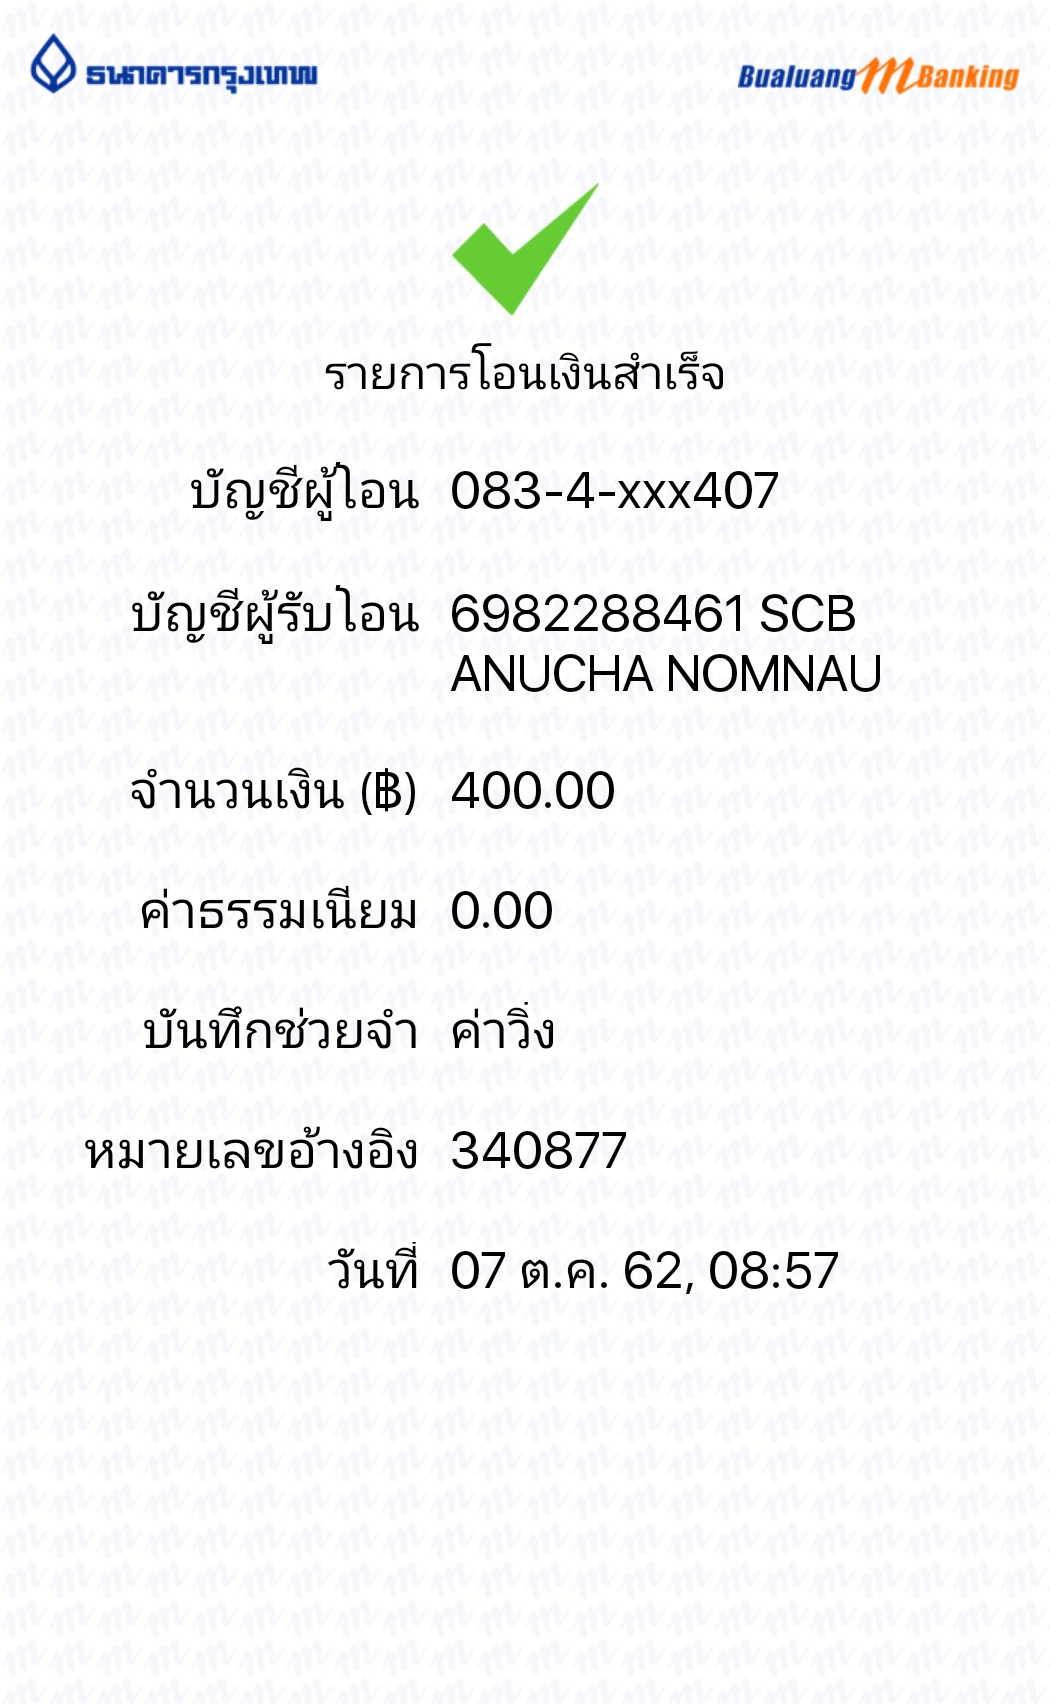 ธนาคารกรุงเทพ
Bualuang mBanking
รายการโอนเงินสำเร็จ
บัญชีผู้โอน 083-4-xxx407
บัญชีผู้รับโอน 6982288461 SCB
ANUCHA NOMNAU
จำนวนเงิน (฿) 400.00
ค่าธรรมเนียม 0.00
บันทึกช่วยจำ ค่าวิ่ง
หมายเลขอ้างอิง 340877
วันที่ 07 ต.ค. 62, 08:57